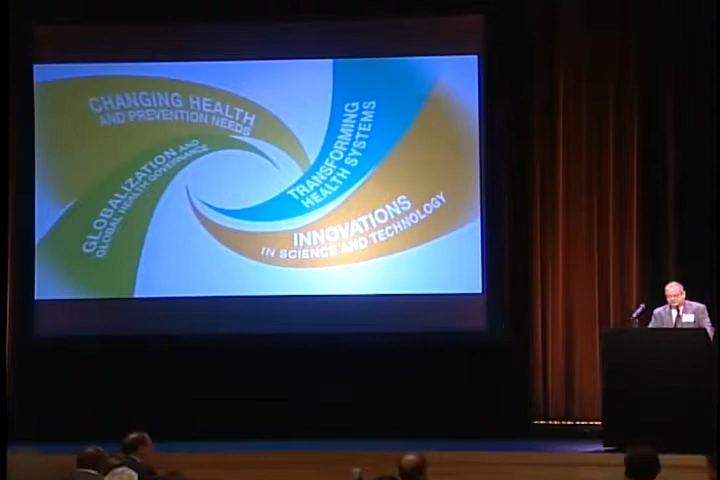 CHANGING HEALTH
AND PREVENTION NEEDS
TRANSFORMING
HEALTH SYSTEMS
GLOBALIZATION AND
GLOBAL HEALTH GOVERNANCE
INNOVATIONS
IN SCIENCE AND TECHNOLOGY